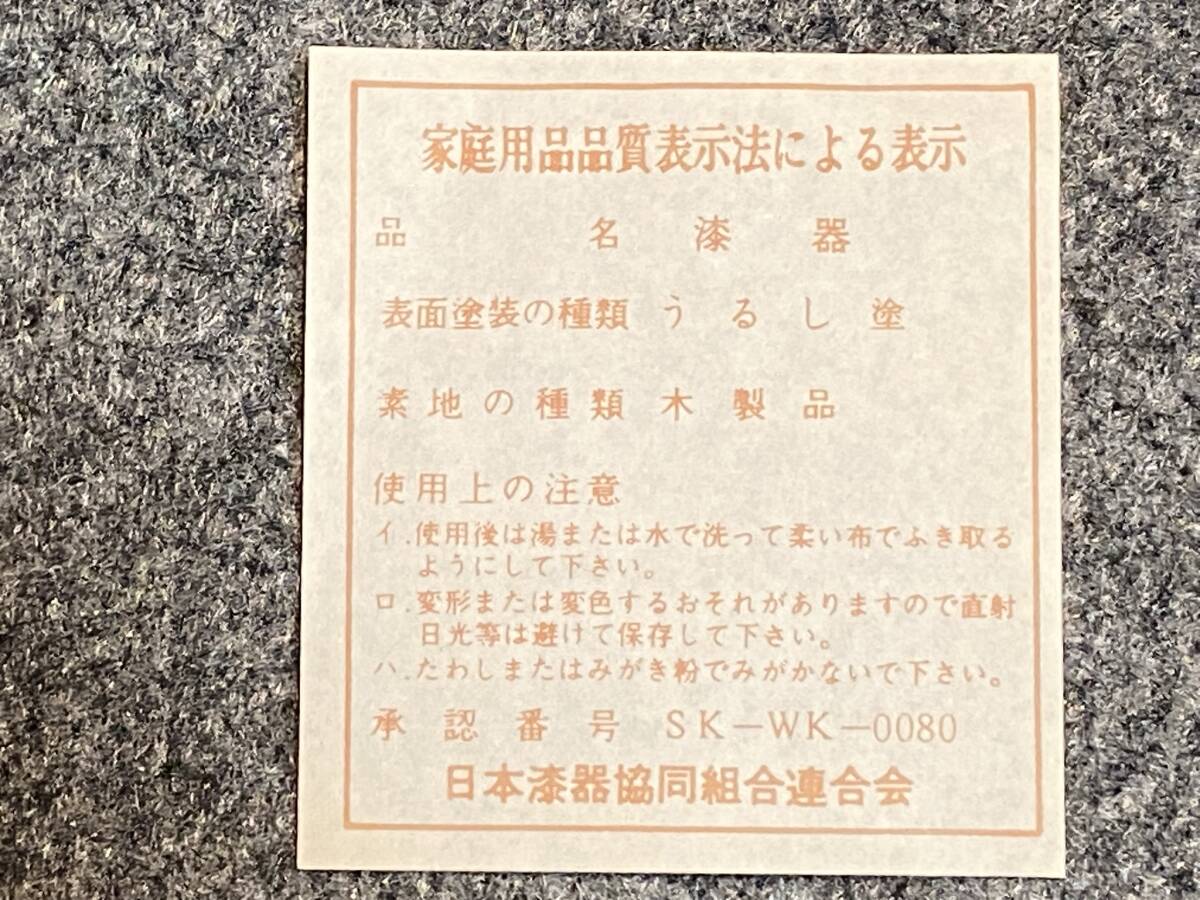 家庭用品品質表示法による表示
品名 漆器
表面塗装の種類 うるし塗
素地の種類 木製品
使用上の注意
イ.使用後は湯または水で洗って柔い布でふき取る
ようにして下さい。
ロ.変形または変色するおそれがありますので直射
日光等は避けて保存して下さい。
ハ.たわしまたはみがき粉でみがかないで下さい。
承認番号 SK-WK-0080
日本漆器協同組合連合会